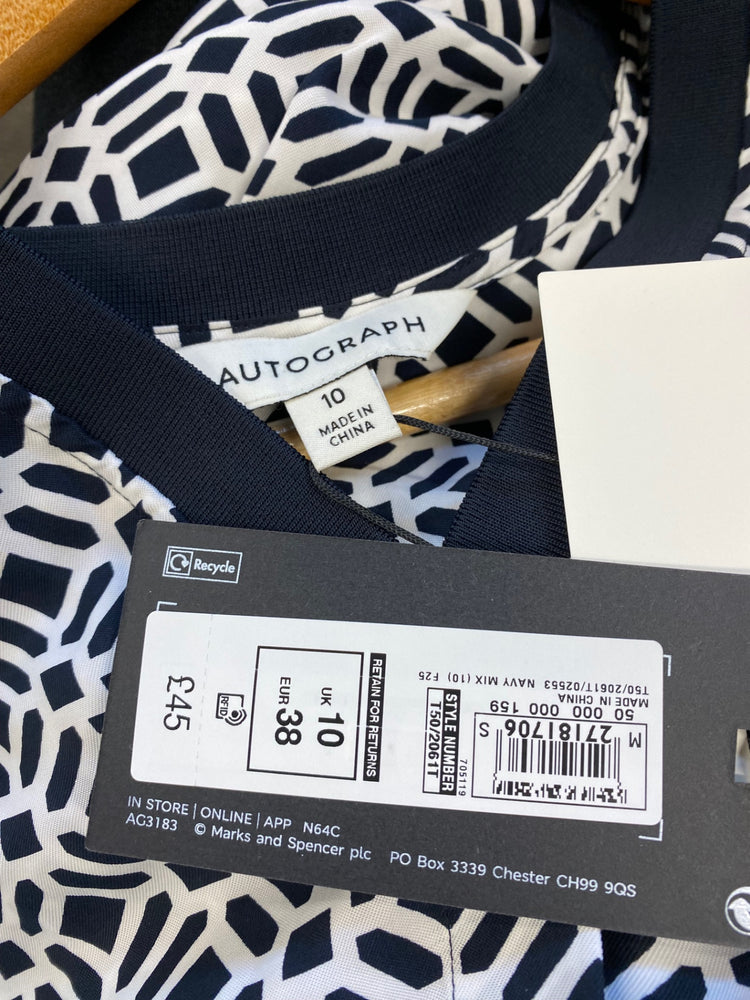 AUTOGRAPH
10
MADE IN
CHINA
Recycle
£45
RFID
UK 10
EUR 38
RETAIN FOR RETURNS
STYLE NUMBER
T50/2061T
705119
T50/2061T/02553 NAVY MIX (10) F25
MADE IN CHINA
50 000 000 159
M
27181706
S
IN STORE | ONLINE | APP N64C
AG3183 © Marks and Spencer plc PO Box 3339 Chester CH99 9QS